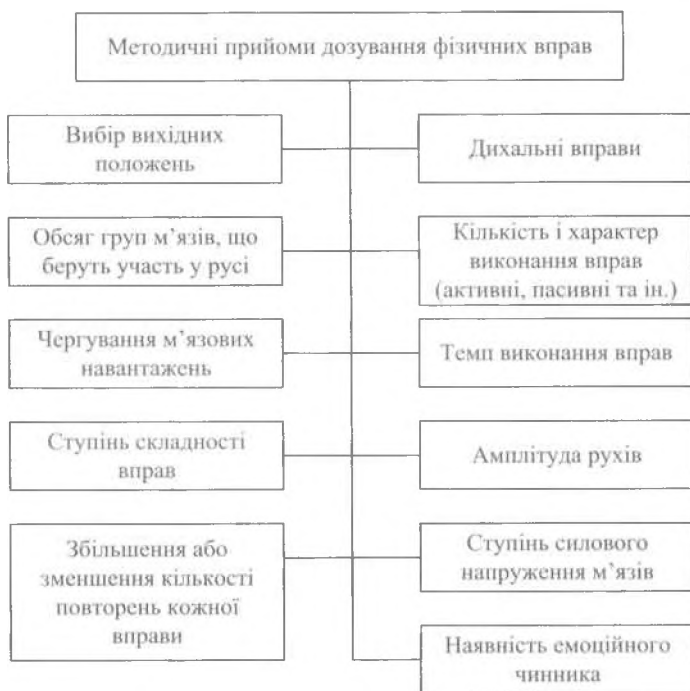 Методичні прийоми дозування фізичних вправ
Вибір вихідних
положень
Дихальні вправи
Обсяг груп м’язів, що
беруть участь у русі
Кількість і характер
виконання вправ
(активні, пасивні та ін.)
Чергування м’язових
навантажень
Темп виконання вправ
Ступінь складності
вправ
Амплітуда рухів
Збільшення або
зменшення кількості
повторень кожної
вправи
Ступінь силового
напруження м’язів
Наявність емоційного
чинника